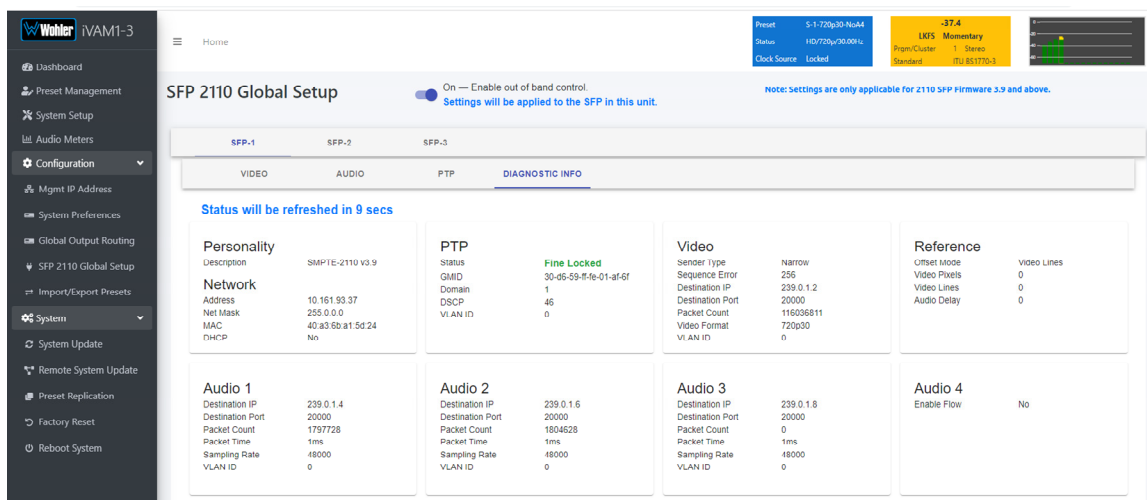 Wohler iVAM1-3
Dashboard
Preset Management
System Setup
Audio Meters
Configuration
Mgmt IP Address
System Preferences
Global Output Routing
SFP 2110 Global Setup
Import/Export Presets
System
System Update
Remote System Update
Preset Replication
Factory Reset
Reboot System
Home
Preset S-1-720p30-NoA4
Status HD/720p/30.00Hz
Clock Source Locked
-37.4
LKFS Momentary
Prqm/Cluster 1 Stereo
Standard ITU BS1770-3
SFP 2110 Global Setup
On — Enable out of band control.
Settings will be applied to the SFP in this unit.
Note: Settings are only applicable for 2110 SFP Firmware 3.9 and above.
SFP-1 SFP-2 SFP-3
VIDEO AUDIO PTP DIAGNOSTIC INFO
Status will be refreshed in 9 secs
Personality
Description SMPTE-2110 v3.9
Network
Address 10.161.93.37
Net Mask 255.0.0.0
MAC 40:a3:6b:a1:5d:24
DHCP No
PTP
Status Fine Locked
GMID 30-d6-59-ff-fe-01-af-6f
Domain 1
DSCP 46
VLAN ID 0
Video
Sender Type Narrow
Sequence Error 256
Destination IP 239.0.1.2
Destination Port 20000
Packet Count 116036811
Video Format 720p30
VLAN ID 0
Reference
Offset Mode Video Lines
Video Pixels 0
Video Lines 0
Audio Delay 0
Audio 1
Destination IP 239.0.1.4
Destination Port 20000
Packet Count 1797728
Packet Time 1ms
Sampling Rate 48000
VLAN ID 0
Audio 2
Destination IP 239.0.1.6
Destination Port 20000
Packet Count 1804628
Packet Time 1ms
Sampling Rate 48000
VLAN ID 0
Audio 3
Destination IP 239.0.1.8
Destination Port 20000
Packet Count 0
Packet Time 1ms
Sampling Rate 48000
VLAN ID 0
Audio 4
Enable Flow No